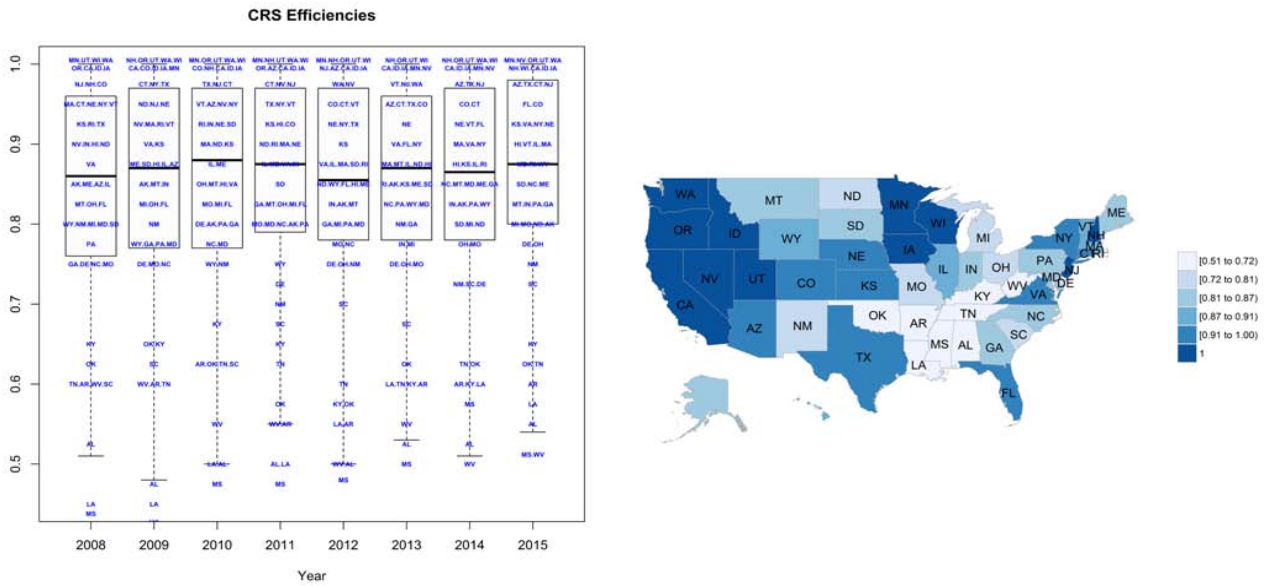 CRS Efficiencies
1.0
0.9
0.8
0.7
0.6
0.5
MN.UT.WI.WA
OR.CA.ID.IA
NJ.NH.CO
MA.CT.NE.NY.VT
KS.RI.TX
NV.IN.HI.ND
VA
AK.ME.AZ.IL
MT.OH.FL
WY.NM.MI.MD.SD
PA
GA.DE.NC.MO
KY
OK
TN.AR.WV.SC
AL
LA
MS
NH.OR.UT.WA.WI
CA.CO.ID.IA.MN
CT.NY.TX
ND.NJ.NE
NV.MA.RI.VT
VA.KS
ME.SD.HI.IL.AZ
AK.MT.IN
MI.OH.FL
NM
WY.GA.PA.MD
DE.MO.NC
OK.KY
SC
WV.AR.TN
AL
LA
MN.OR.UT.WA.WI
CO.NH.CA.ID.IA
TX.NJ.CT
VT.AZ.NV.NY
RI.IN.NE.SD
MA.ND.KS
IL.ME
OH.MT.HI.VA
MO.MI.FL
DE.AK.PA.GA
NC.MD
WY.NM
KY
AR.OK.TN.SC
WV
LA.AL
MS
MN.NH.UT.WA.WI
OR.AZ.CA.ID.IA
CT.NV.NJ
TX.NY.VT
KS.HI.CO
ND.RI.MA.NE
SD
GA.MT.OH.MI.FL
MO.MD.NC.AK.PA
WY
DE
NM
SC
KY
TN
OK
WV.AR
AL.LA
MS
MN.NH.OR.UT.WI
NJ.AZ.CA.ID.IA
WA.NV
CO.CT.VT
NE.NY.TX
KS
VA.IL.MA.SD.RI
ND.WY.FL.HI.ME
IN.AK.MT
GA.MI.PA.MD
MO.NC
DE.OH.NM
SC
TN
KY.OK
LA.AR
WV.AL
MS
NH.OR.UT.WI
CA.ID.IA.MN.NV
VT.NJ.WA
AZ.CT.TX.CO
NE
VA.FL.NY
MA.MT.IL.ND.HI
RI.AK.KS.ME.SD
NC.PA.WY.MD
NM.GA
IN.MI
DE.OH.MO
SC
OK
LA.TN.KY.AR
WV
AL
MS
NH.OR.UT.WA.WI
CA.ID.IA.MN.NV
AZ.TX.NJ
CO.CT
NE.VT.FL
MA.VA.NY
HI.KS.IL.RI
NC.MT.MD.ME.GA
IN.AK.PA.WY
SD.MI.ND
OH.MO
NM.SC.DE
TN.OK
AR.KY.LA
MS
AL
WV
MN.NV.OR.UT.WA
NH.WI.CA.ID.IA
AZ.TX.CT.NJ
FL.CO
KS.VA.NY.NE
HI.VT.IL.MA
SD.NC.ME
MT.IN.PA.GA
MI.MO.ND.AR
DE.OH
NM
SC
KY
OK.TN
AR
LA
AL
MS.WV
2008 2009 2010 2011 2012 2013 2014 2015
Year
WA
MT
ND
MN
ME
OR
ID
SD
WI
VT
NH
WY
MI
NY
MA
CT RI
NV
UT
CO
NE
IA
IL
IN
OH
PA
NJ
MD
DE
CA
KS
MO
KY
WV
VA
AZ
NM
OK
AR
TN
NC
SC
TX
LA
MS
AL
GA
FL
[0.51 to 0.72)
[0.72 to 0.81)
[0.81 to 0.87)
[0.87 to 0.91)
[0.91 to 1.00)
1